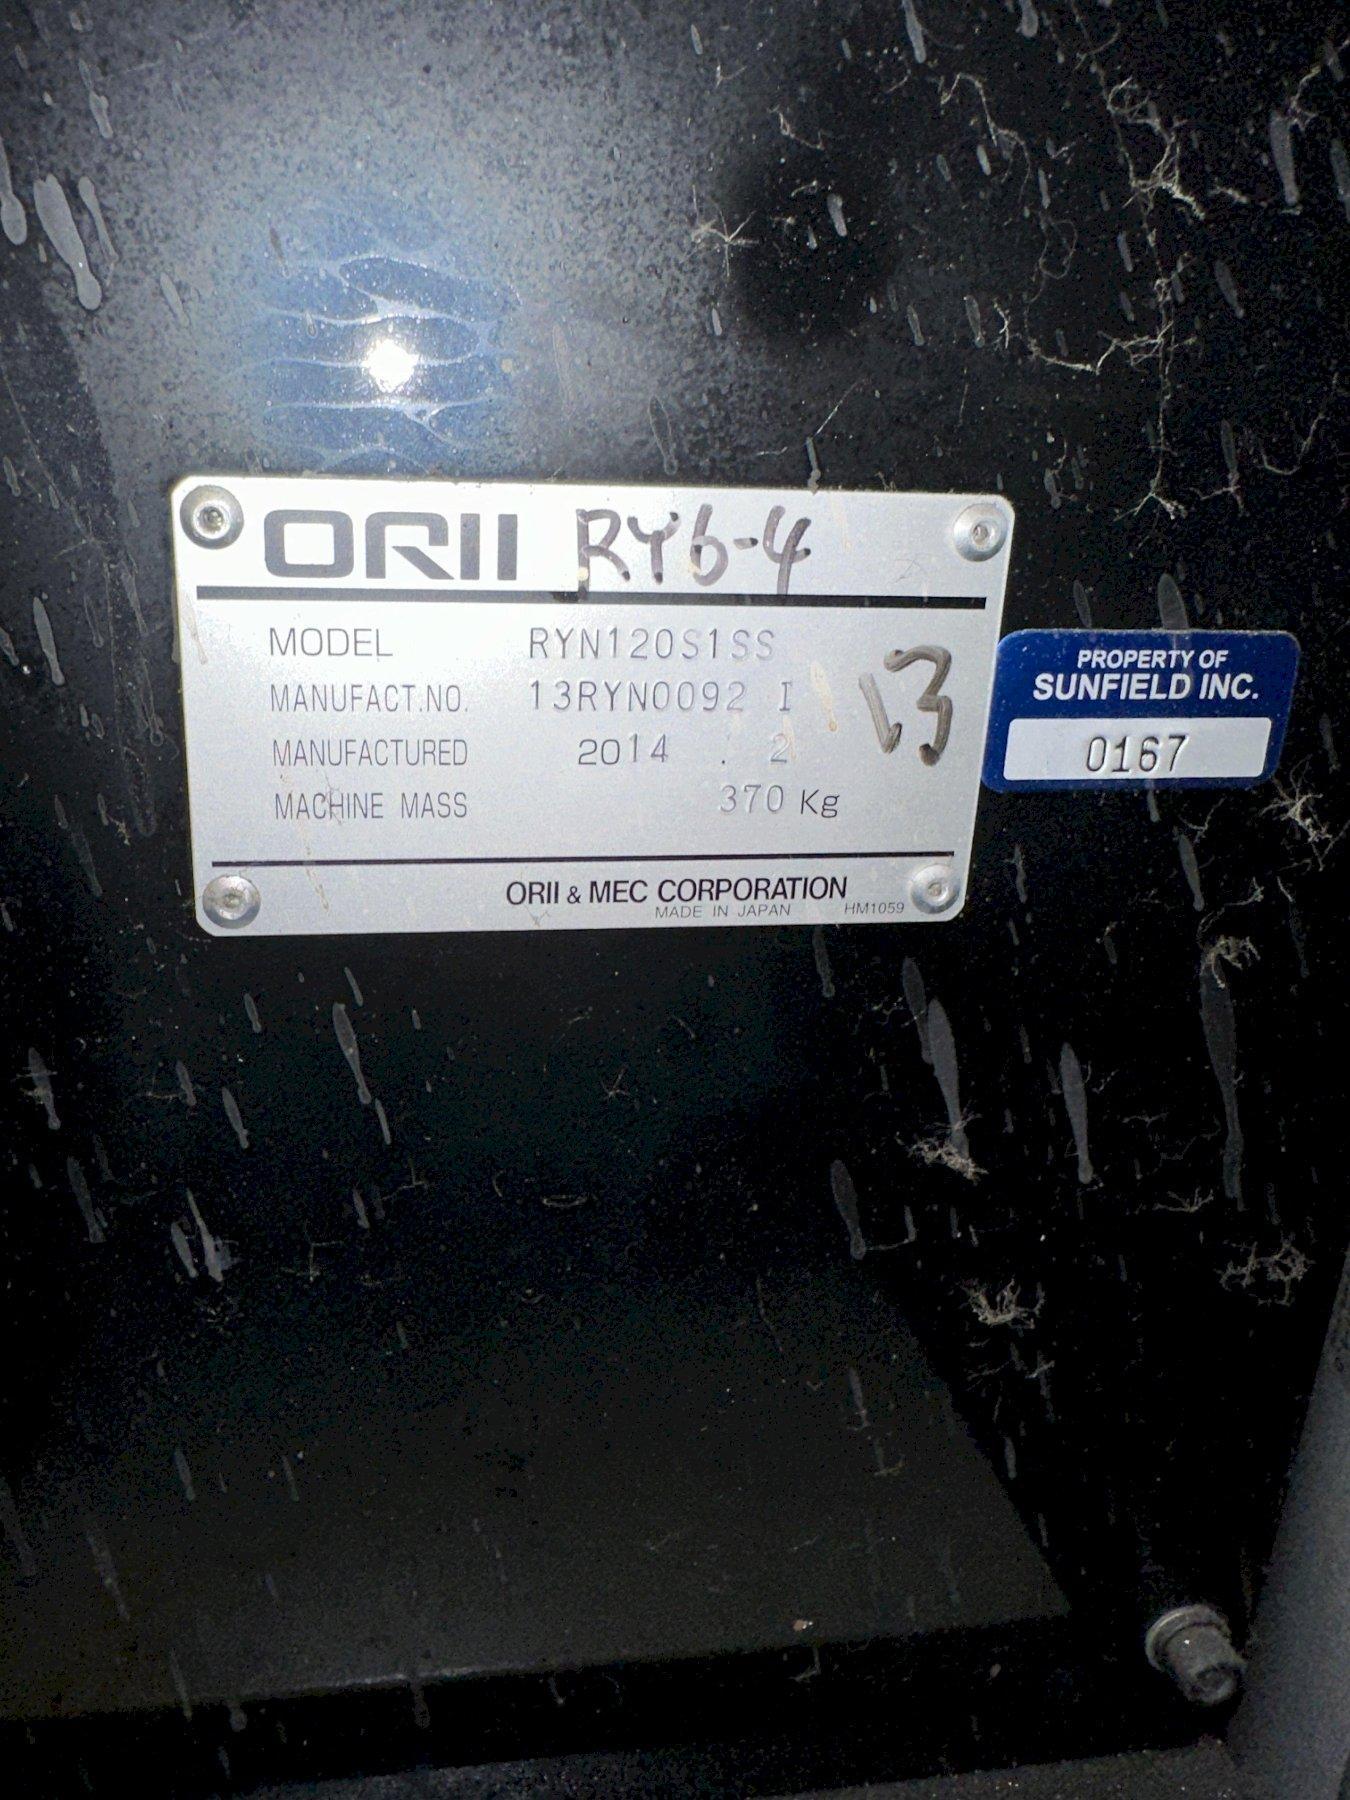 ORII RY6-4
MODEL RYN120S1SS
MANUFACT.NO. 13RYN0092 I
13
MANUFACTURED 2014 . 2
MACHINE MASS 370 Kg
ORII & MEC CORPORATION
MADE IN JAPAN HM1059
PROPERTY OF
SUNFIELD INC.
0167